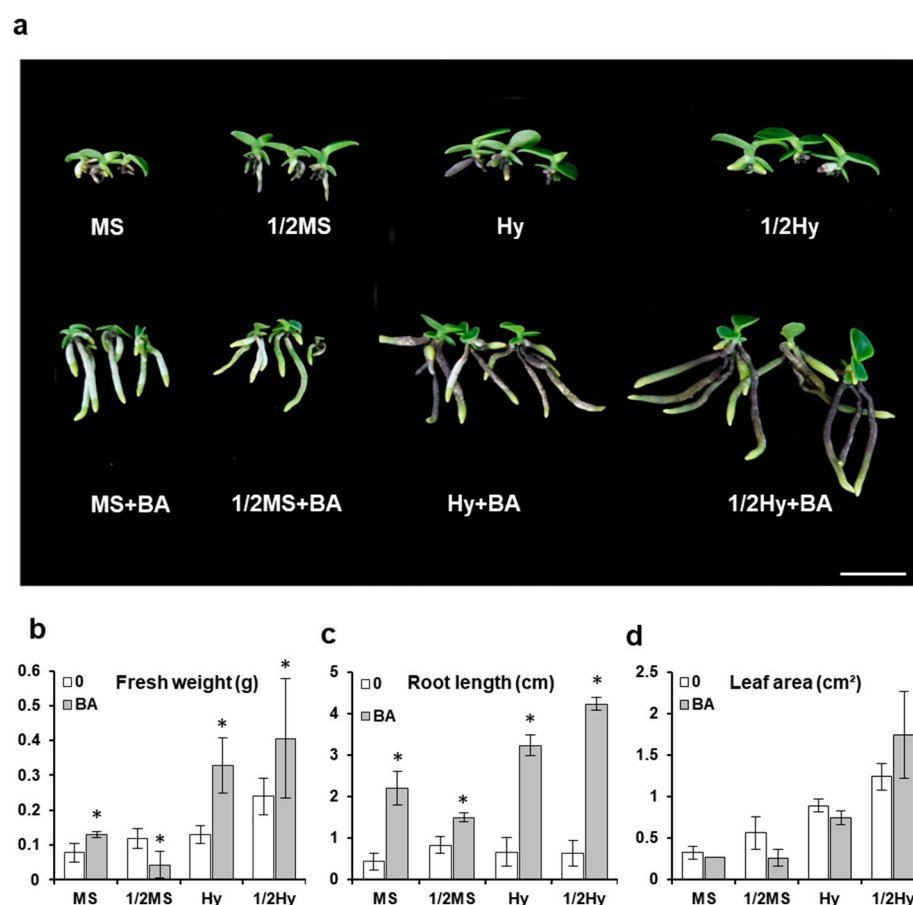 a
MS 1/2MS Hy 1/2Hy
MS+BA 1/2MS+BA Hy+BA 1/2Hy+BA
b
Fresh weight (g)
0
BA
0.6
0.5
0.4
0.3
0.2
0.1
0
* * * *
MS 1/2MS Hy 1/2Hy
c
Root length (cm)
0
BA
5
4
3
2
1
0
* * * *
MS 1/2MS Hy 1/2Hy
d
Leaf area (cm²)
0
BA
2.5
2
1.5
1
0.5
0
MS 1/2MS Hy 1/2Hy